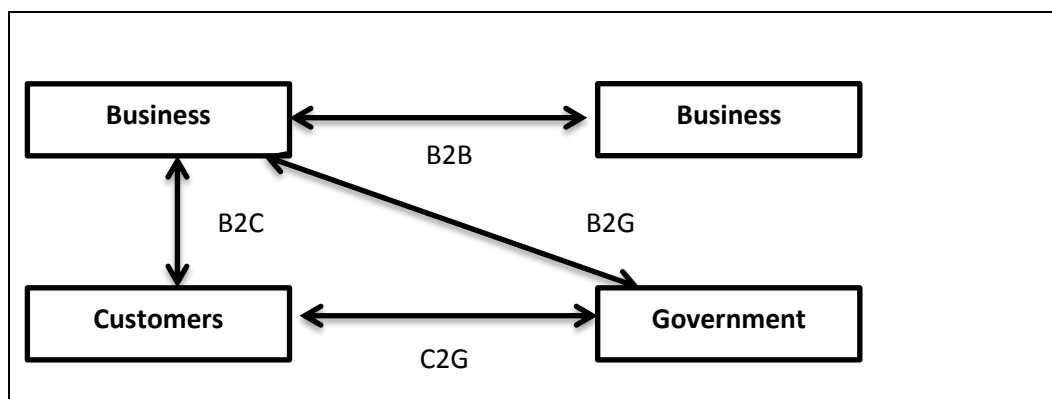 Business
Business
B2B
B2C
B2G
Customers
Government
C2G